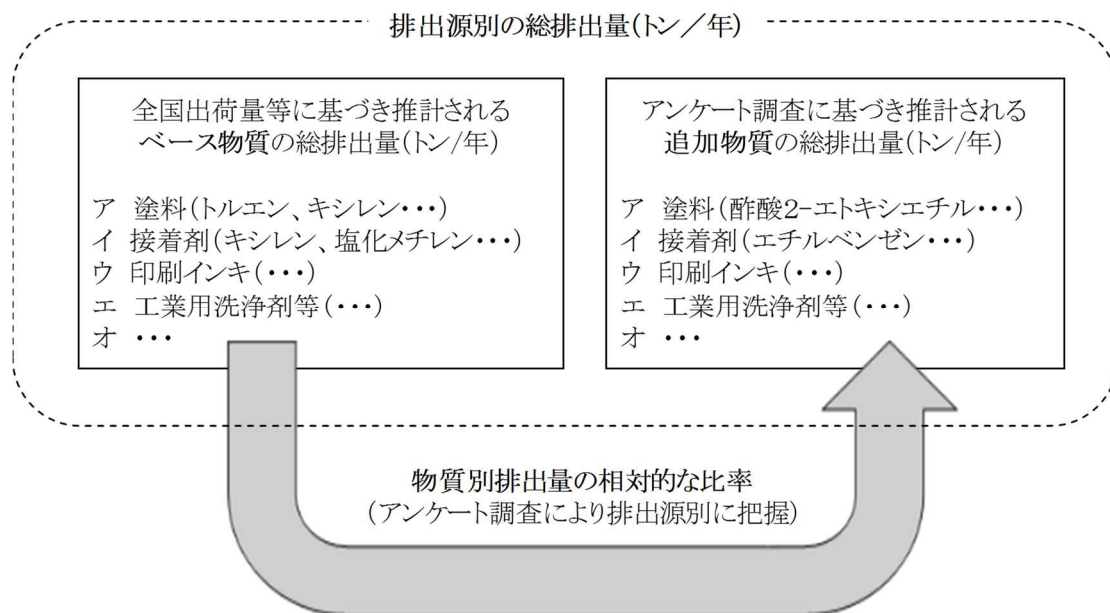 排出源別の総排出量(トン／年)
全国出荷量等に基づき推計される
ベース物質の総排出量(トン/年)
ア 塗料(トルエン、キシレン・・・)
イ 接着剤(キシレン、塩化メチレン・・・)
ウ 印刷インキ(・・・)
エ 工業用洗浄剤等(・・・)
オ ・・・
アンケート調査に基づき推計される
追加物質の総排出量(トン/年)
ア 塗料(酢酸2-エトキシエチル・・・)
イ 接着剤(エチルベンゼン・・・)
ウ 印刷インキ(・・・)
エ 工業用洗浄剤等(・・・)
オ ・・・
物質別排出量の相対的な比率
(アンケート調査により排出源別に把握)